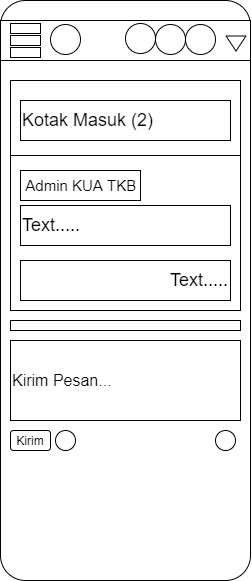 Kotak Masuk (2)
Admin KUA TKB
Text.....
Text.....
Kirim Pesan...
Kirim